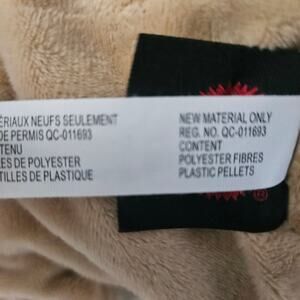 ÉRIAUX NEUFS SEULEMENT
DE PERMIS QC-011693
TENU
ES DE POLYESTER
TILLES DE PLASTIQUE
NEW MATERIAL ONLY
REG. NO. QC-011693
CONTENT
POLYESTER FIBRES
PLASTIC PELLETS
®